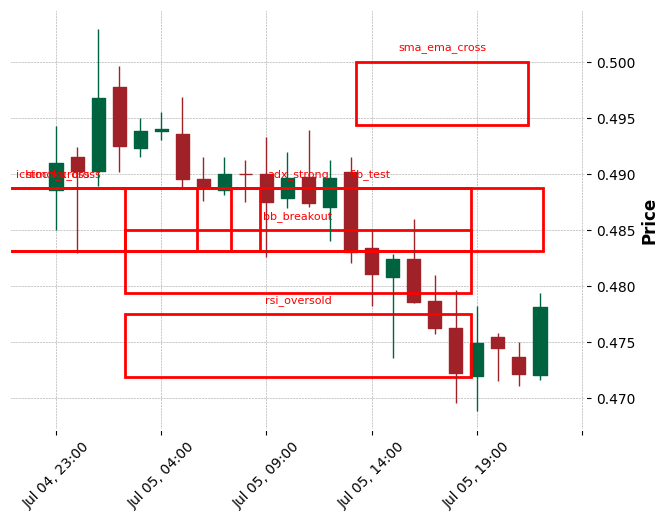 sma_ema_cross
adx_strong
fib_test
bb_breakout
rsi_oversold
0.500
0.495
0.490
0.485
0.480
0.475
0.470
Price
Jul 04, 23:00
Jul 05, 04:00
Jul 05, 09:00
Jul 05, 14:00
Jul 05, 19:00